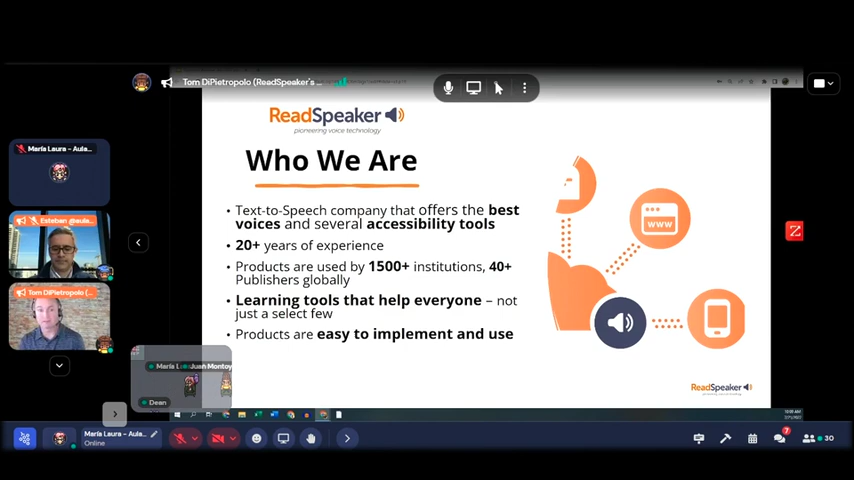 Tom DiPietropolo (ReadSpeaker's ...
ReadSpeaker
pioneering voice technology
Who We Are
María Laura - Aula...
Esteban @aula...
Tom DiPietropolo (...
• Text-to-Speech company that offers the best
voices and several accessibility tools
• 20+ years of experience
• Products are used by 1500+ institutions, 40+
Publishers globally
• Learning tools that help everyone – not
just a select few
• Products are easy to implement and use
www
Z
María L
Juan Montoy
Dean
ReadSpeaker
María Laura - Aula...
Online
7
30